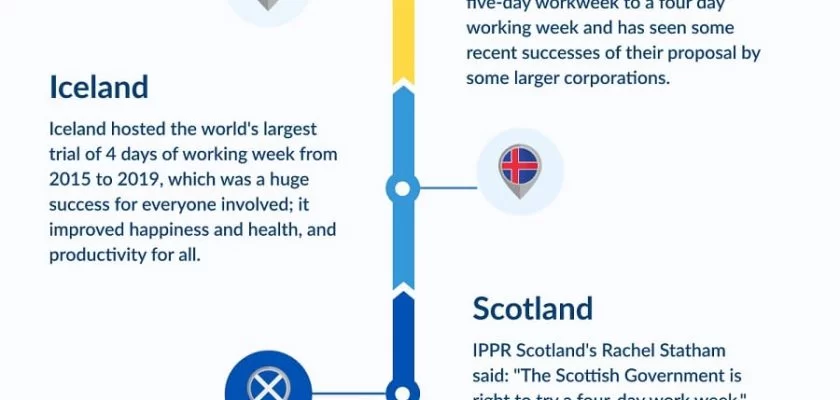 five-day workweek to a four day
working week and has seen some
recent successes of their proposal by
some larger corporations.
Iceland
Iceland hosted the world's largest
trial of 4 days of working week from
2015 to 2019, which was a huge
success for everyone involved; it
improved happiness and health, and
productivity for all.
Scotland
IPPR Scotland's Rachel Statham
said: "The Scottish Government is
right to try a four-day work week."